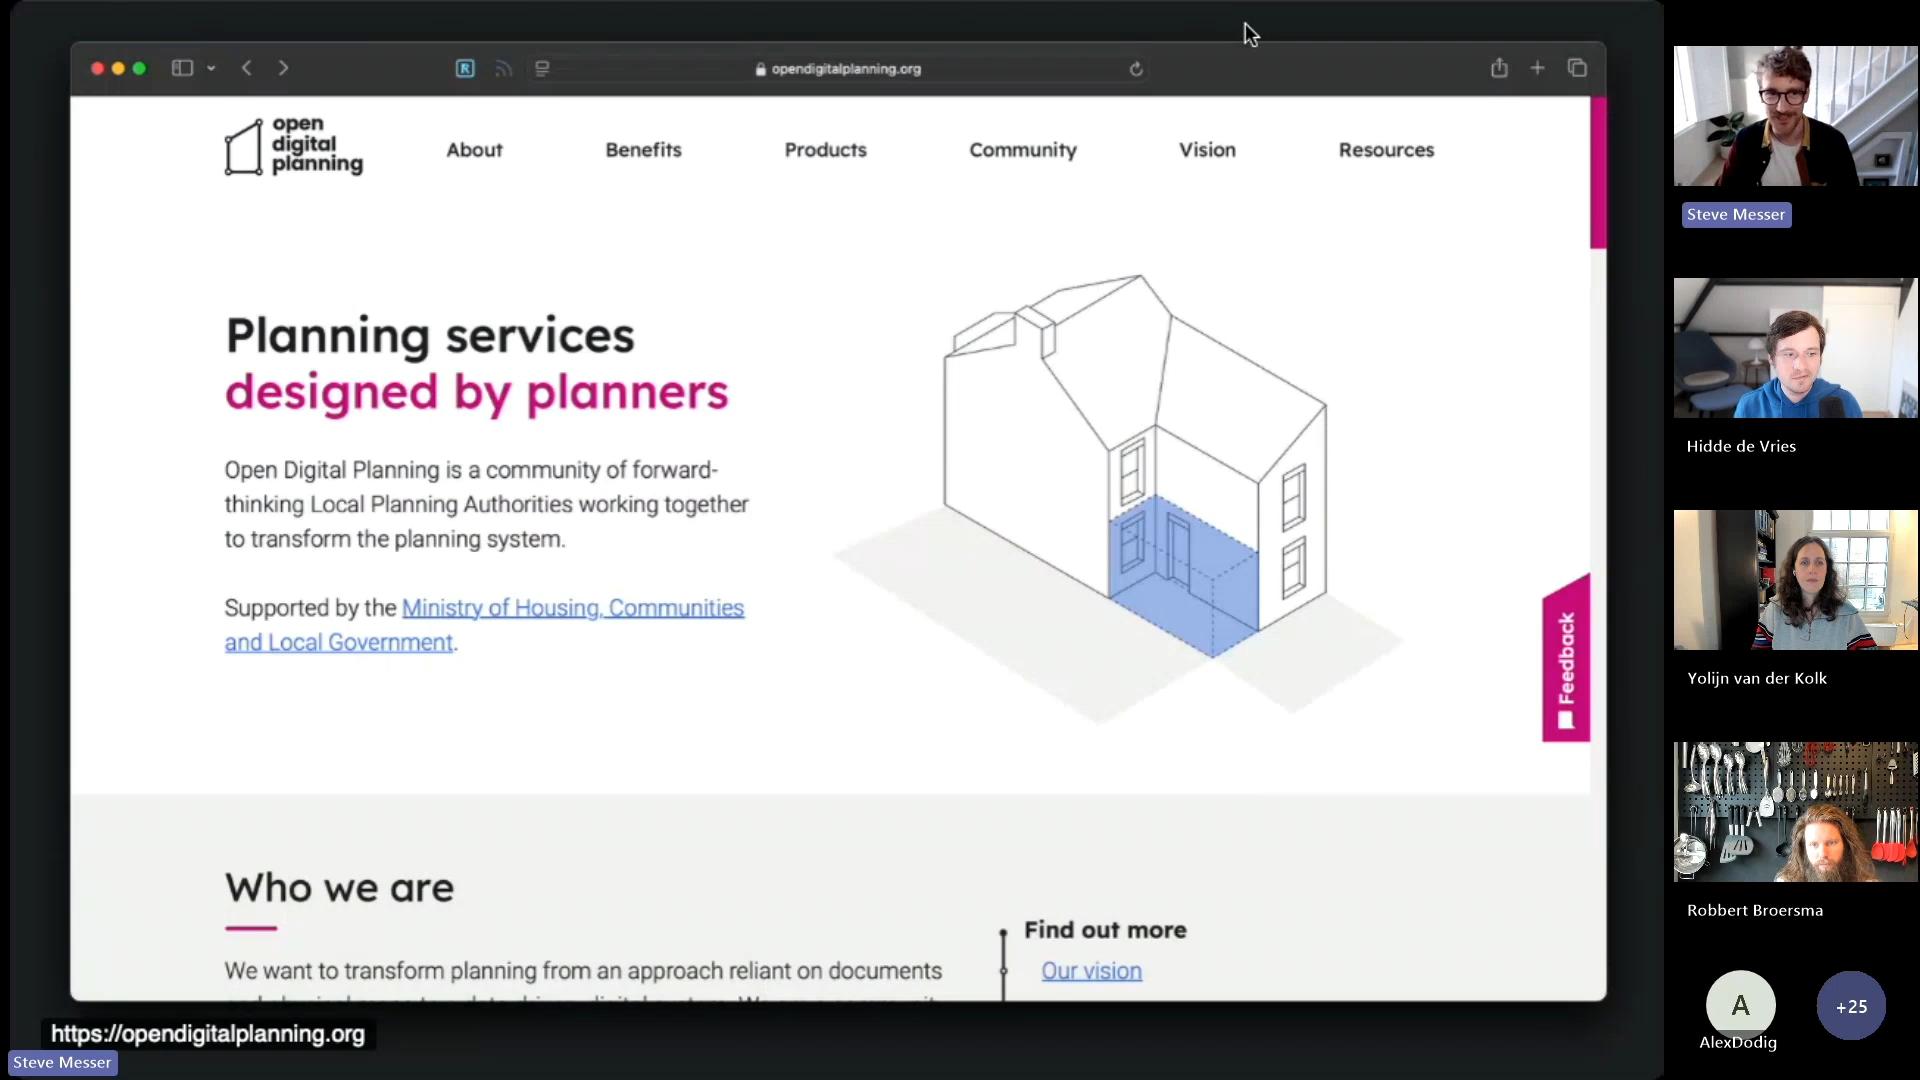 opendigitalplanning.org
open
digital
planning
About
Benefits
Products
Community
Vision
Resources
Planning services
designed by planners
Open Digital Planning is a community of forward-
thinking Local Planning Authorities working together
to transform the planning system.
Supported by the Ministry of Housing, Communities
and Local Government.
Feedback
Who we are
We want to transform planning from an approach reliant on documents
Find out more
Our vision
https://opendigitalplanning.org
Steve Messer
Steve Messer
Hidde de Vries
Yolijn van der Kolk
Robbert Broersma
A
AlexDodig
+25